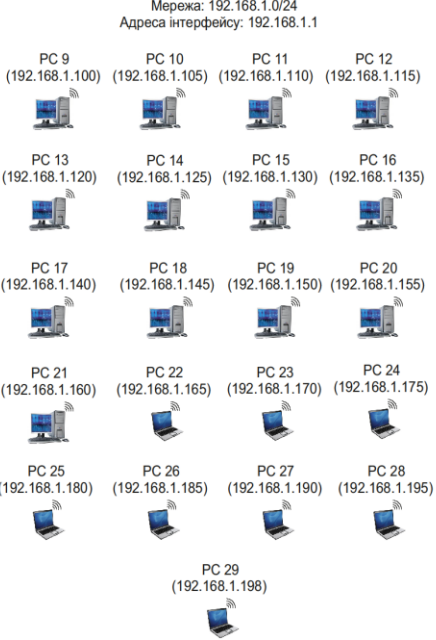 Мережа: 192.168.1.0/24
Адреса інтерфейсу: 192.168.1.1
PC 9 PC 10 PC 11 PC 12
(192.168.1.100) (192.168.1.105) (192.168.1.110) (192.168.1.115)
PC 13 PC 14 PC 15 PC 16
(192.168.1.120) (192.168.1.125) (192.168.1.130) (192.168.1.135)
PC 17 PC 18 PC 19 PC 20
(192.168.1.140) (192.168.1.145) (192.168.1.150) (192.168.1.155)
PC 21 PC 22 PC 23 PC 24
(192.168.1.160) (192.168.1.165) (192.168.1.170) (192.168.1.175)
PC 25 PC 26 PC 27 PC 28
(192.168.1.180) (192.168.1.185) (192.168.1.190) (192.168.1.195)
PC 29
(192.168.1.198)